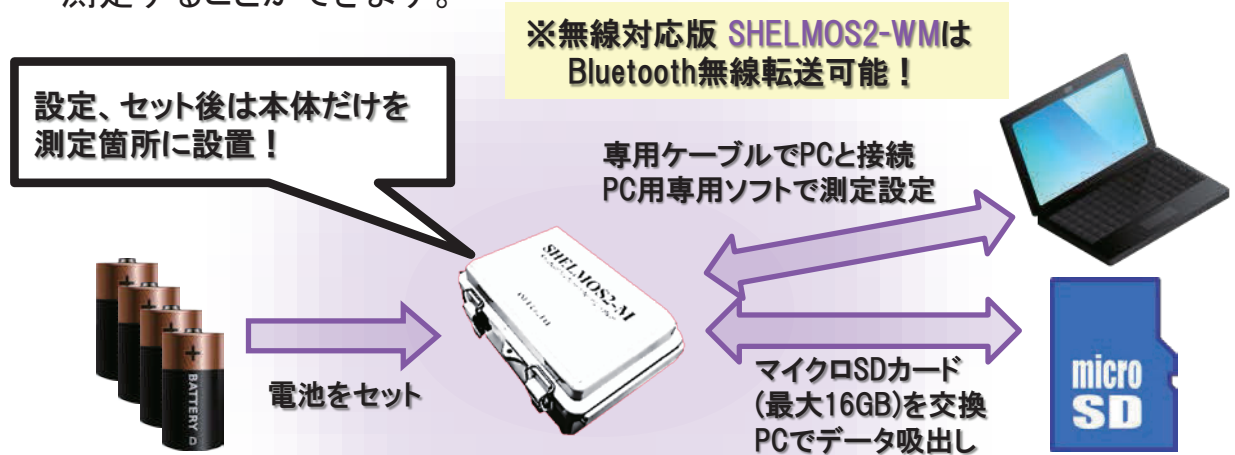 測定することができます。
※無線対応版 SHELMOS2-WMは
Bluetooth無線転送可能！
設定、セット後は本体だけを
測定箇所に設置！
専用ケーブルでPCと接続
PC用専用ソフトで測定設定
SHELMOS2-M
電池をセット
BATTERY
マイクロSDカード
(最大16GB)を交換
PCでデータ吸出し
micro
SD